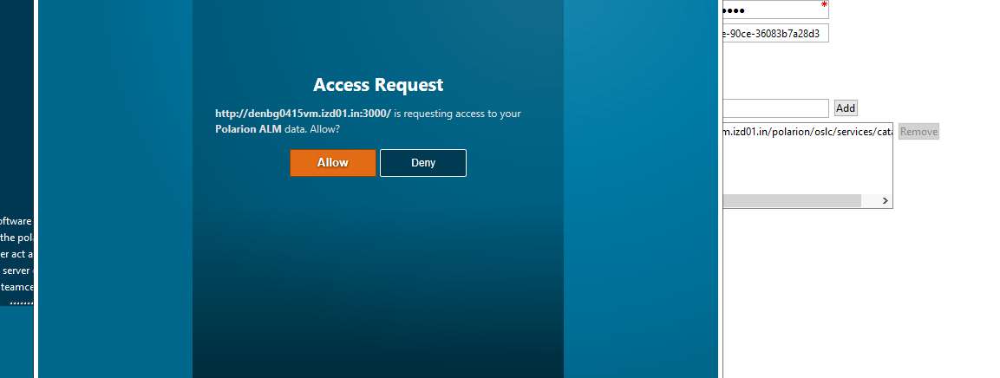 Access Request
http://denbg0415vm.izd01.in:3000/ is requesting access to your
Polarion ALM data. Allow?
Allow
Deny
oftware
the pola
er act a
server
teamce
e-90ce-36083b7a28d3
Add
m.izd01.in/polarion/oslc/services/cata
Remove